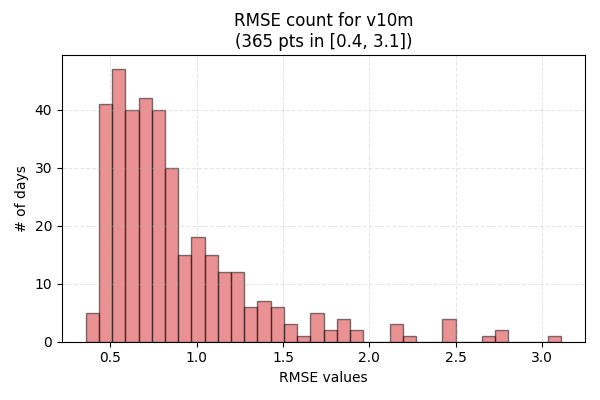 RMSE count for v10m
(365 pts in [0.4, 3.1])
# of days
40
30
20
10
0
0.5 1.0 1.5 2.0 2.5 3.0
RMSE values